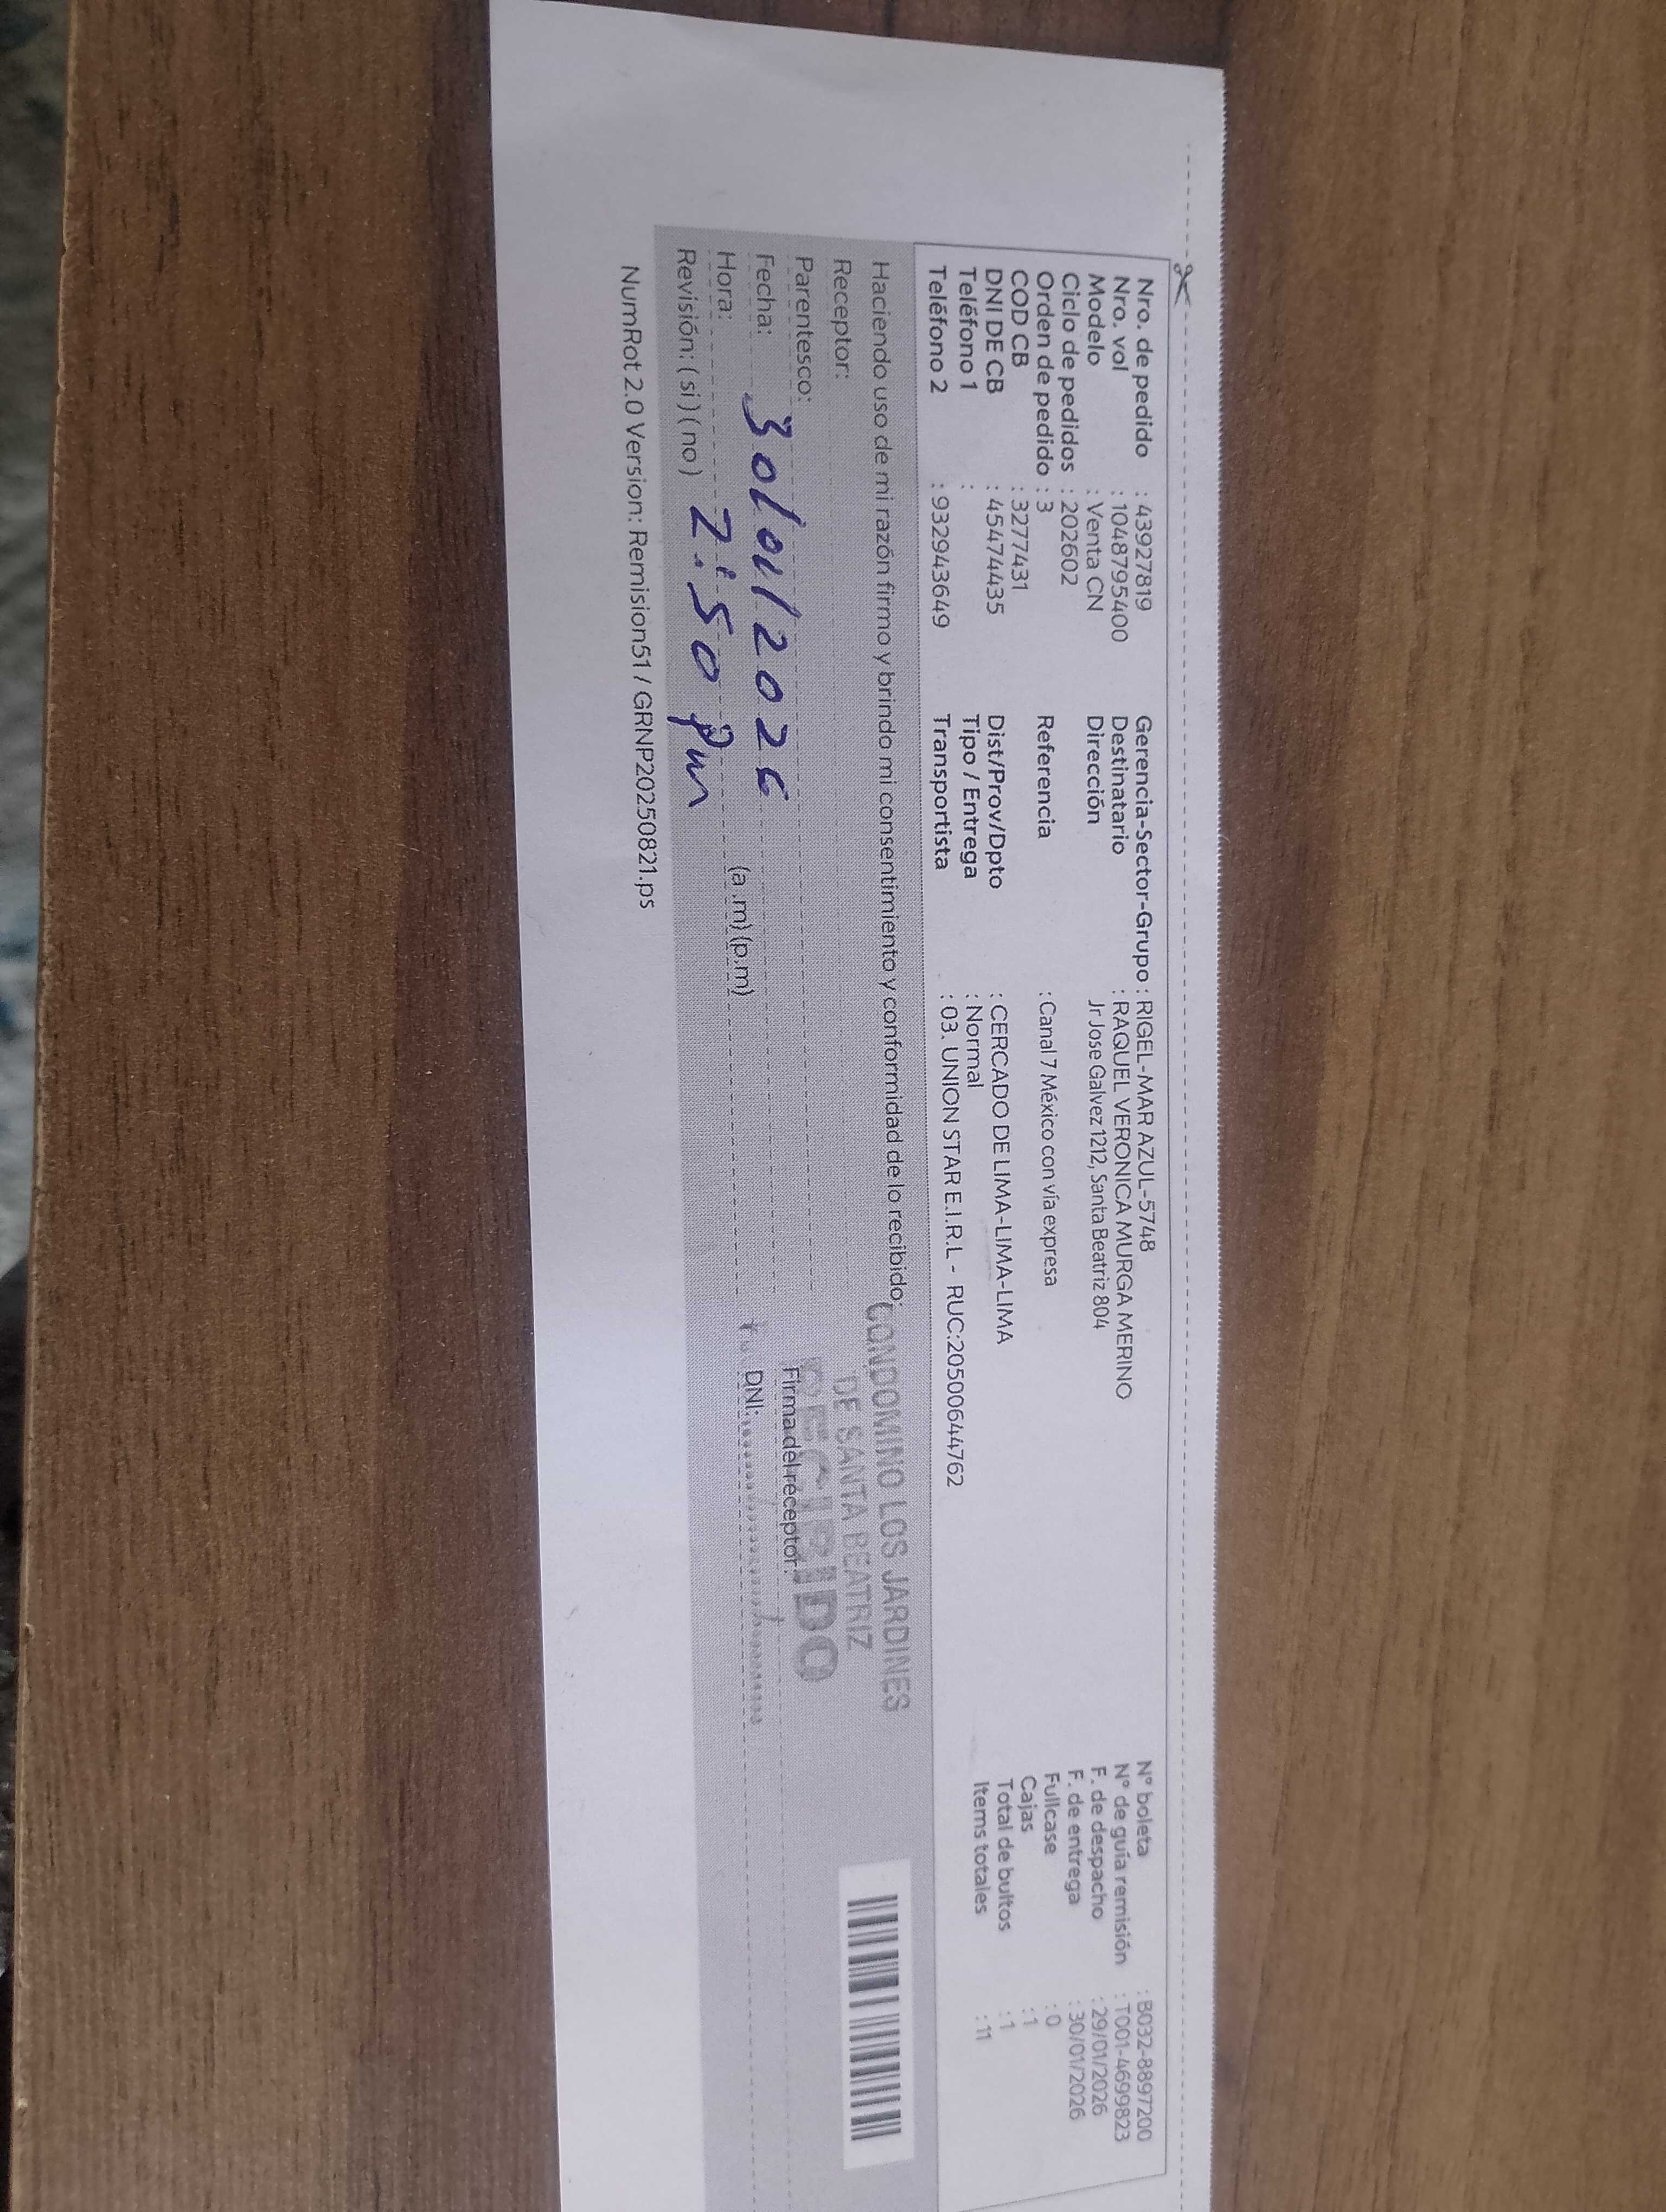 Nro. de pedido : 43927819
Nro. vol : 1048795400
Modelo : Venta CN
Ciclo de pedidos : 202602
Orden de pedido : 3
COD CB : 3277431
DNI DE CB : 45474435
Teléfono 1 :
Teléfono 2 : 932943649
Gerencia-Sector-Grupo : RIGEL-MAR AZUL-5748
Destinatario : RAQUEL VERONICA MURGA MERINO
Dirección Jr Jose Galvez 1212, Santa Beatriz 804
Referencia : Canal 7 México con vía expresa
Dist/Prov/Dpto : CERCADO DE LIMA-LIMA-LIMA
Tipo / Entrega : Normal
Transportista : 03. UNION STAR E.I.R.L - RUC:20500644762
N° boleta : B032-8897200
N° de guía remisión : T001-4699823
F. de despacho : 29/01/2026
F. de entrega : 30/01/2026
Fullcase : 0
Cajas : 1
Total de bultos : 1
Items totales : 11
Haciendo uso de mi razón firmo y brindo mi consentimiento y conformidad de lo recibido:
Receptor:
Parentesco:
Fecha: 30/01/2026
Hora: 2:50 pm (a.m) (p.m)
Revisión: ( si ) ( no )
CONDOMINO LOS JARDINES
DE SANTA BEATRIZ
RECIBIDO
Firma del receptor:
DNI:
NumRot 2.0 Version: Remision51 / GRNP20250821.ps